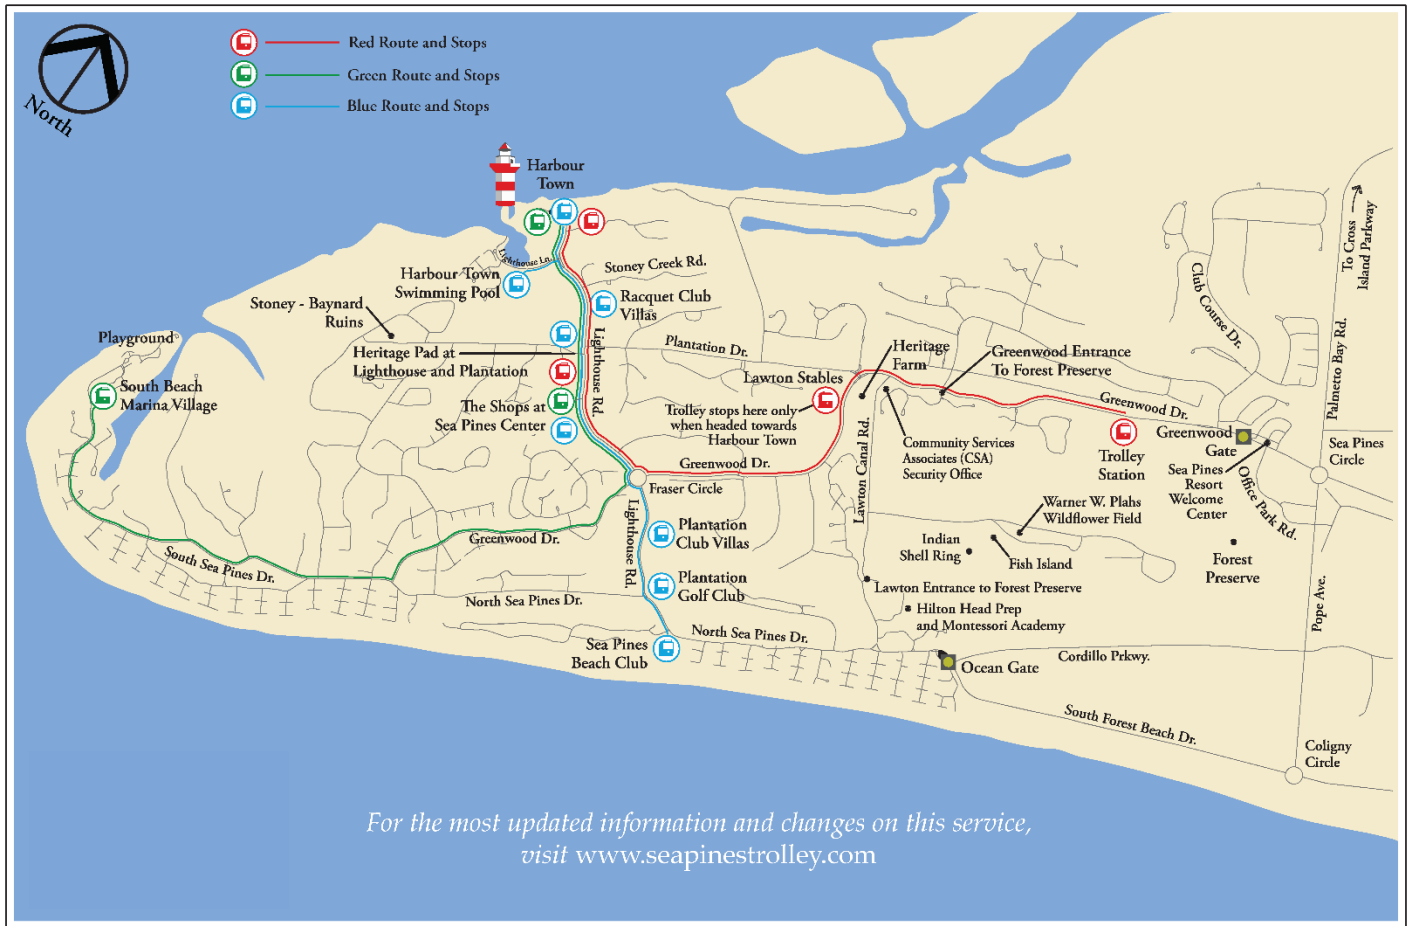 Red Route and Stops
Green Route and Stops
Blue Route and Stops
North
Harbour
Town
Lighthouse Ln.
Harbour Town
Swimming Pool
Stoney Creek Rd.
Racquet Club
Villas
Stoney - Baynard
Ruins
Heritage Pad at
Lighthouse and Plantation
Lighthouse Rd.
Plantation Dr.
Playground
South Beach
Marina Village
The Shops at
Sea Pines Center
Lawton Stables
Trolley stops here only
when headed towards
Harbour Town
Heritage
Farm
Greenwood Entrance
To Forest Preserve
Club Course Dr.
To Cross
Island Parkway
Palmetto Bay Rd.
Greenwood Dr.
Greenwood
Gate
Trolley
Station
Sea Pines
Circle
Sea Pines
Resort
Welcome
Center
Office Park Rd.
Community Services
Associates (CSA)
Security Office
Lawton Canal Rd.
Greenwood Dr.
Fraser Circle
Lighthouse Rd.
Plantation
Club Villas
Plantation
Golf Club
Greenwood Dr.
South Sea Pines Dr.
North Sea Pines Dr.
Warner W. Plahs
Wildflower Field
Indian
Shell Ring
Fish Island
Forest
Preserve
Lawton Entrance to Forest Preserve
Hilton Head Prep
and Montessori Academy
Pope Ave.
North Sea Pines Dr.
Sea Pines
Beach Club
Ocean Gate
Cordillo Prkwy.
South Forest Beach Dr.
Coligny
Circle
For the most updated information and changes on this service,
visit www.seapinestrolley.com